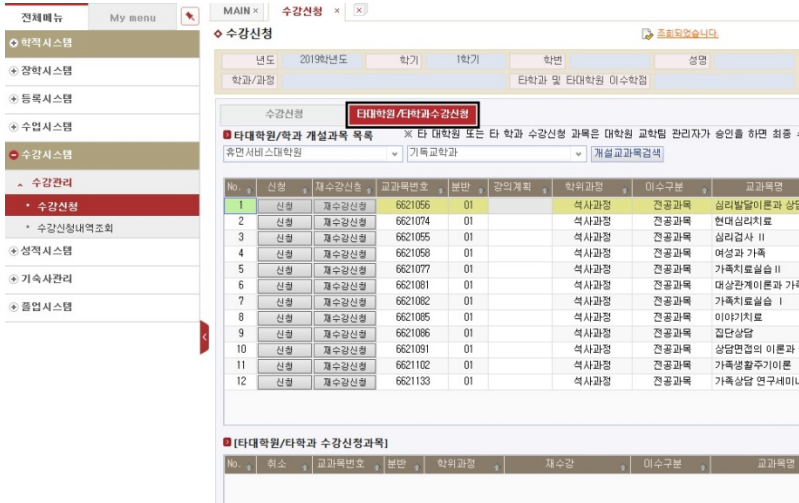 전체메뉴 My menu
MAIN × 수강신청 ×
학적시스템
장학시스템
등록시스템
수업시스템
수강시스템
수강관리
수강신청
수강신청내역조회
성적시스템
기숙사관리
졸업시스템
수강신청 조회되었습니다.
년도 2019학년도 학기 1학기 학번 성명
학과/과정 타학과 및 타대학원 이수학점
수강신청 타대학원/타학과수강신청
타대학원/학과 개설과목 목록 ※ 타 대학원 또는 타 학과 수강신청 과목은 대학원 교학팀 관리자가 승인을 하면 최종
휴먼서비스대학원 기독교학과 개설교과목검색
No. 신청 재수강신청 교과목번호 분반 강의계획 학위과정 이수구분 교과목명
1 신청 재수강신청 6621056 01 석사과정 전공과목 심리발달이론과 상담
2 신청 재수강신청 6621074 01 석사과정 전공과목 현대심리치료
3 신청 재수강신청 6621055 01 석사과정 전공과목 심리검사 II
4 신청 재수강신청 6621058 01 석사과정 전공과목 여성과 가족
5 신청 재수강신청 6621077 01 석사과정 전공과목 가족치료실습 II
6 신청 재수강신청 6621081 01 석사과정 전공과목 대상관계이론과 가족
7 신청 재수강신청 6621082 01 석사과정 전공과목 가족치료실습 I
8 신청 재수강신청 6621085 01 석사과정 전공과목 이야기치료
9 신청 재수강신청 6621086 01 석사과정 전공과목 집단상담
10 신청 재수강신청 6621091 01 석사과정 전공과목 상담면접의 이론과
11 신청 재수강신청 6621102 01 석사과정 전공과목 가족생활주기이론
12 신청 재수강신청 6621133 01 석사과정 전공과목 가족상담 연구세미나
[타대학원/타학과 수강신청과목]
No. 취소 교과목번호 분반 학위과정 재수강 이수구분 교과목명